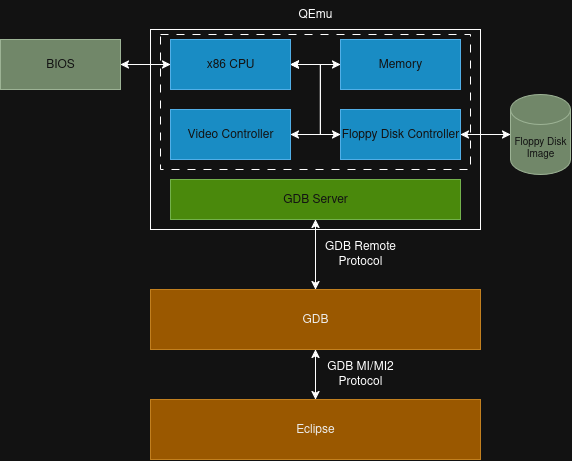 QEmu
BIOS
x86 CPU
Memory
Video Controller
Floppy Disk Controller
Floppy Disk
Image
GDB Server
GDB Remote
Protocol
GDB
GDB MI/MI2
Protocol
Eclipse